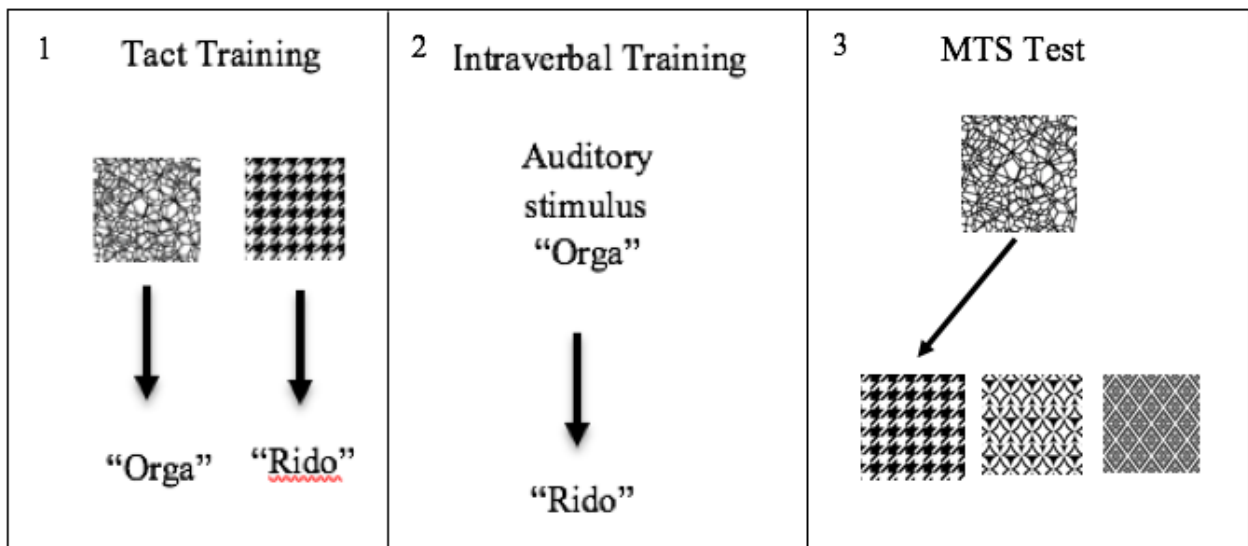 1
Tact Training
“Orga”
“Rido”
2
Intraverbal Training
Auditory
stimulus
“Orga”
“Rido”
3
MTS Test